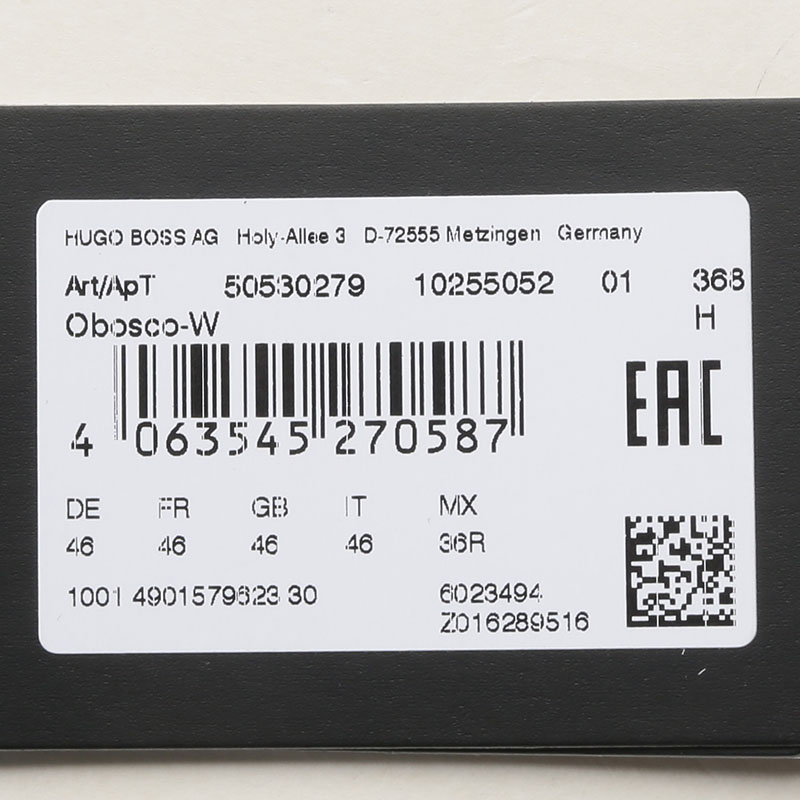 HUGO BOSS AG Holy-Allee 3 D-72555 Metzingen Germany
Art/ApT 50530279 10255052 01 368
Obosco-W H
EAC
4 063545 270587
DE FR GB IT MX
46 46 46 46 36R
1001 4901579623 30 6023494
Z016289516